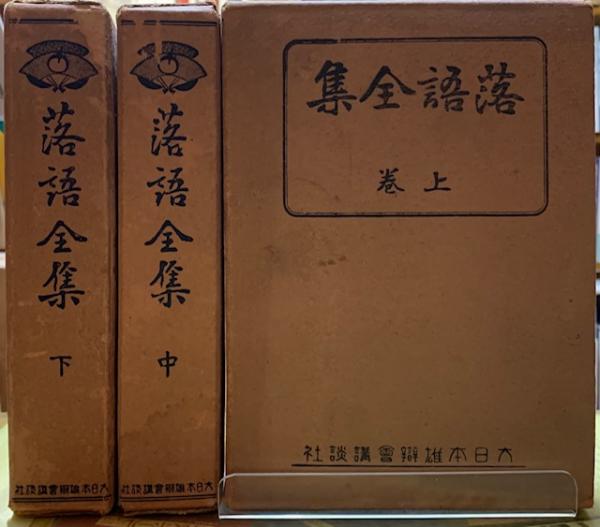 落語全集
上卷
大日本雄辯會講談社
落語全集
中
大日本雄辯會講談社
落語全集
下
大日本雄辯會講談社